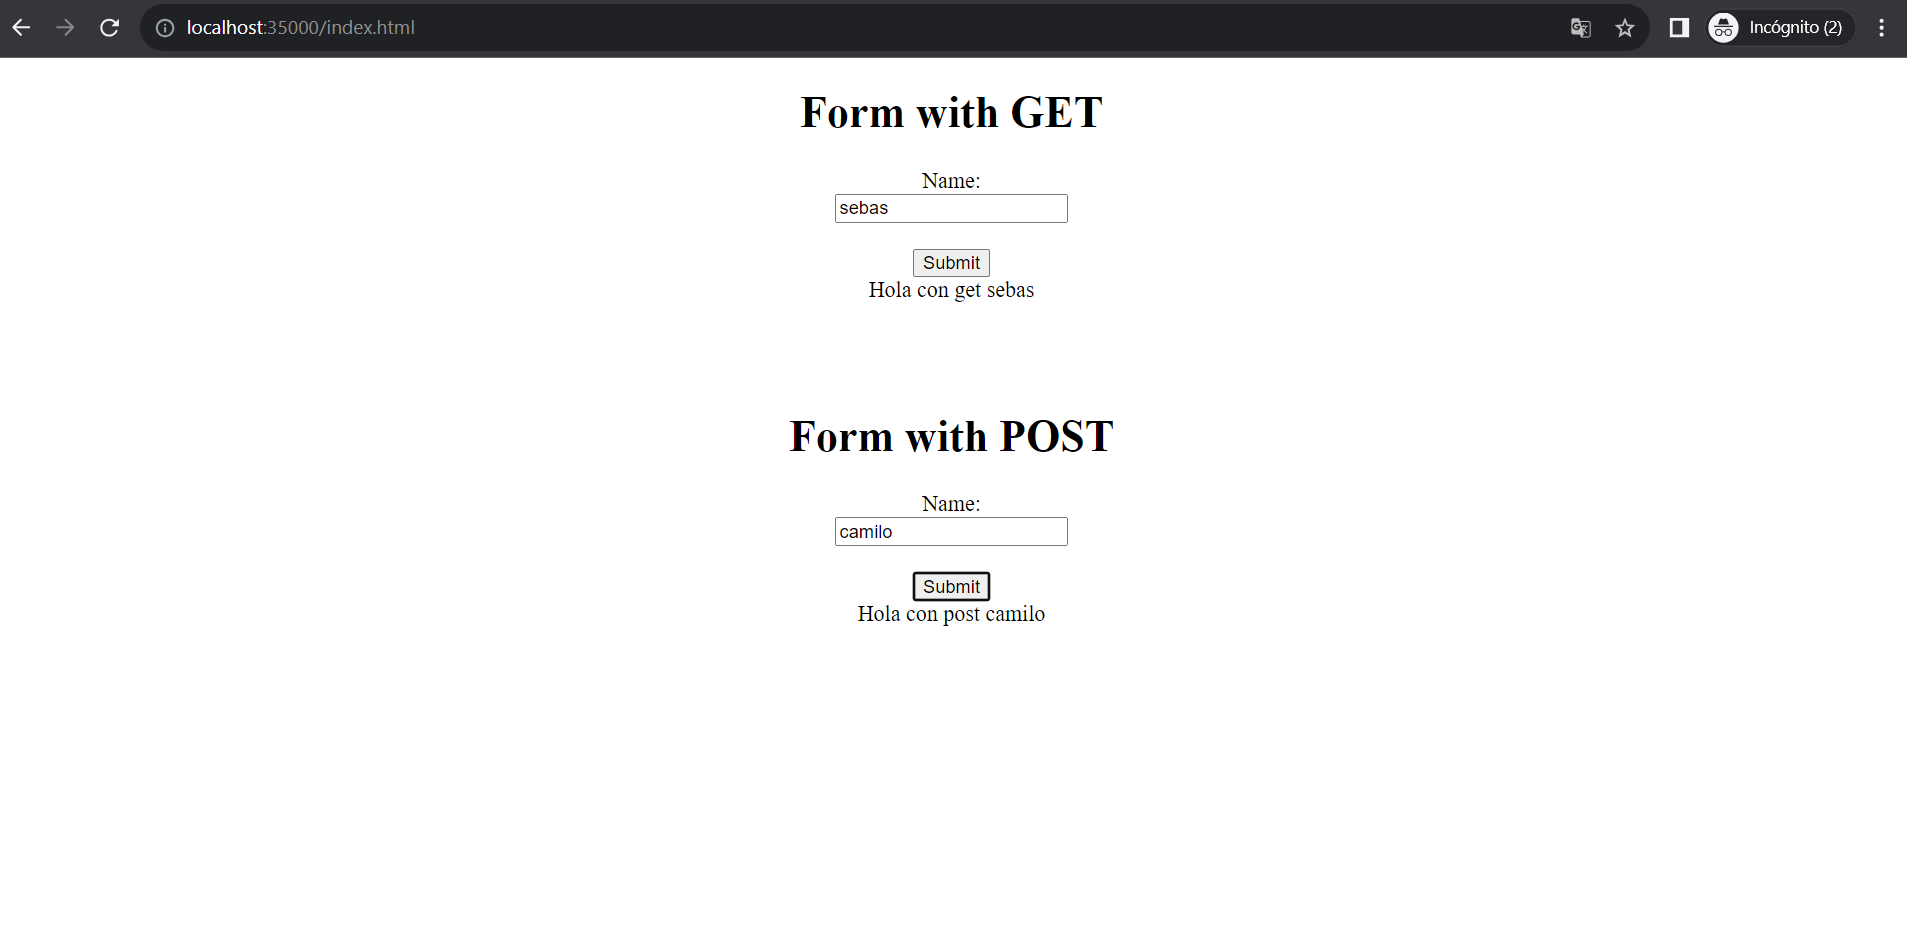 localhost:35000/index.html
Incógnito (2)
Form with GET
Name:
sebas
Submit
Hola con get sebas
Form with POST
Name:
camilo
Submit
Hola con post camilo